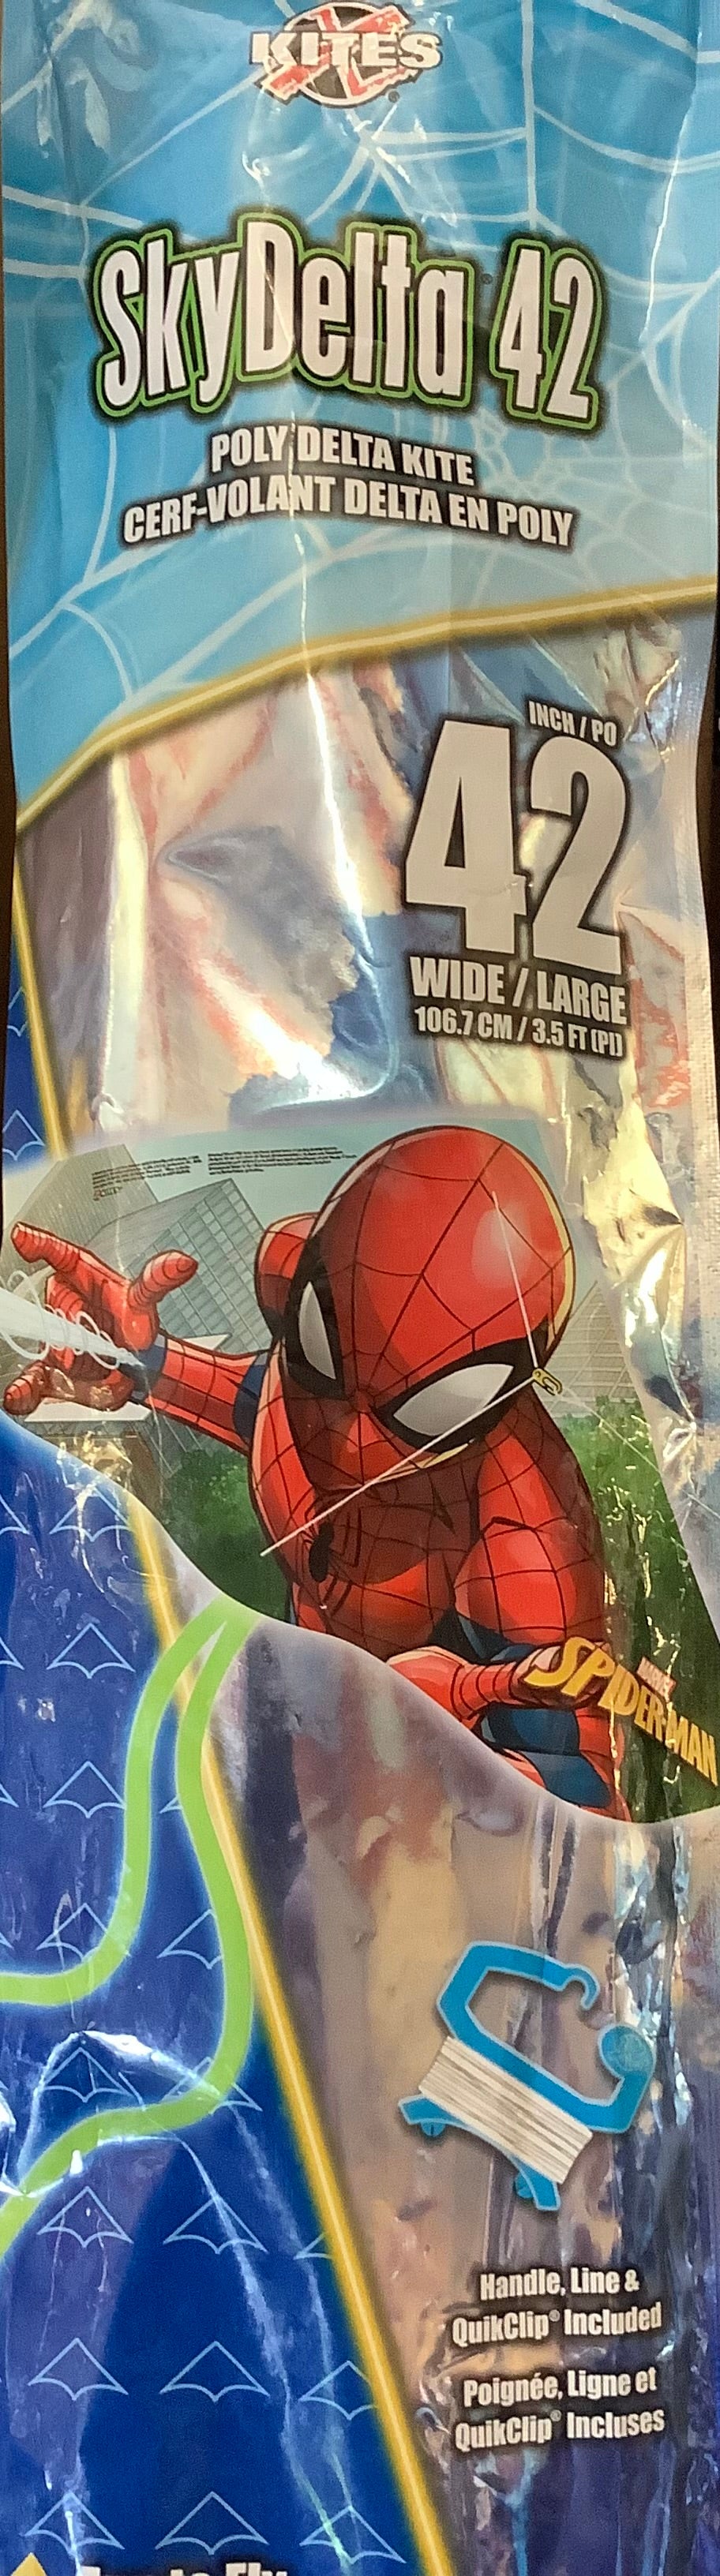 X KITES
SkyDelta 42
POLY DELTA KITE
CERF-VOLANT DELTA EN POLY
INCH / PO
42
WIDE / LARGE
106.7 CM / 3.5 FT (PI)
MARVEL
SPIDER-MAN
Handle, Line &
QuikClip® Included
Poignée, Ligne et
QuikClip® Incluses